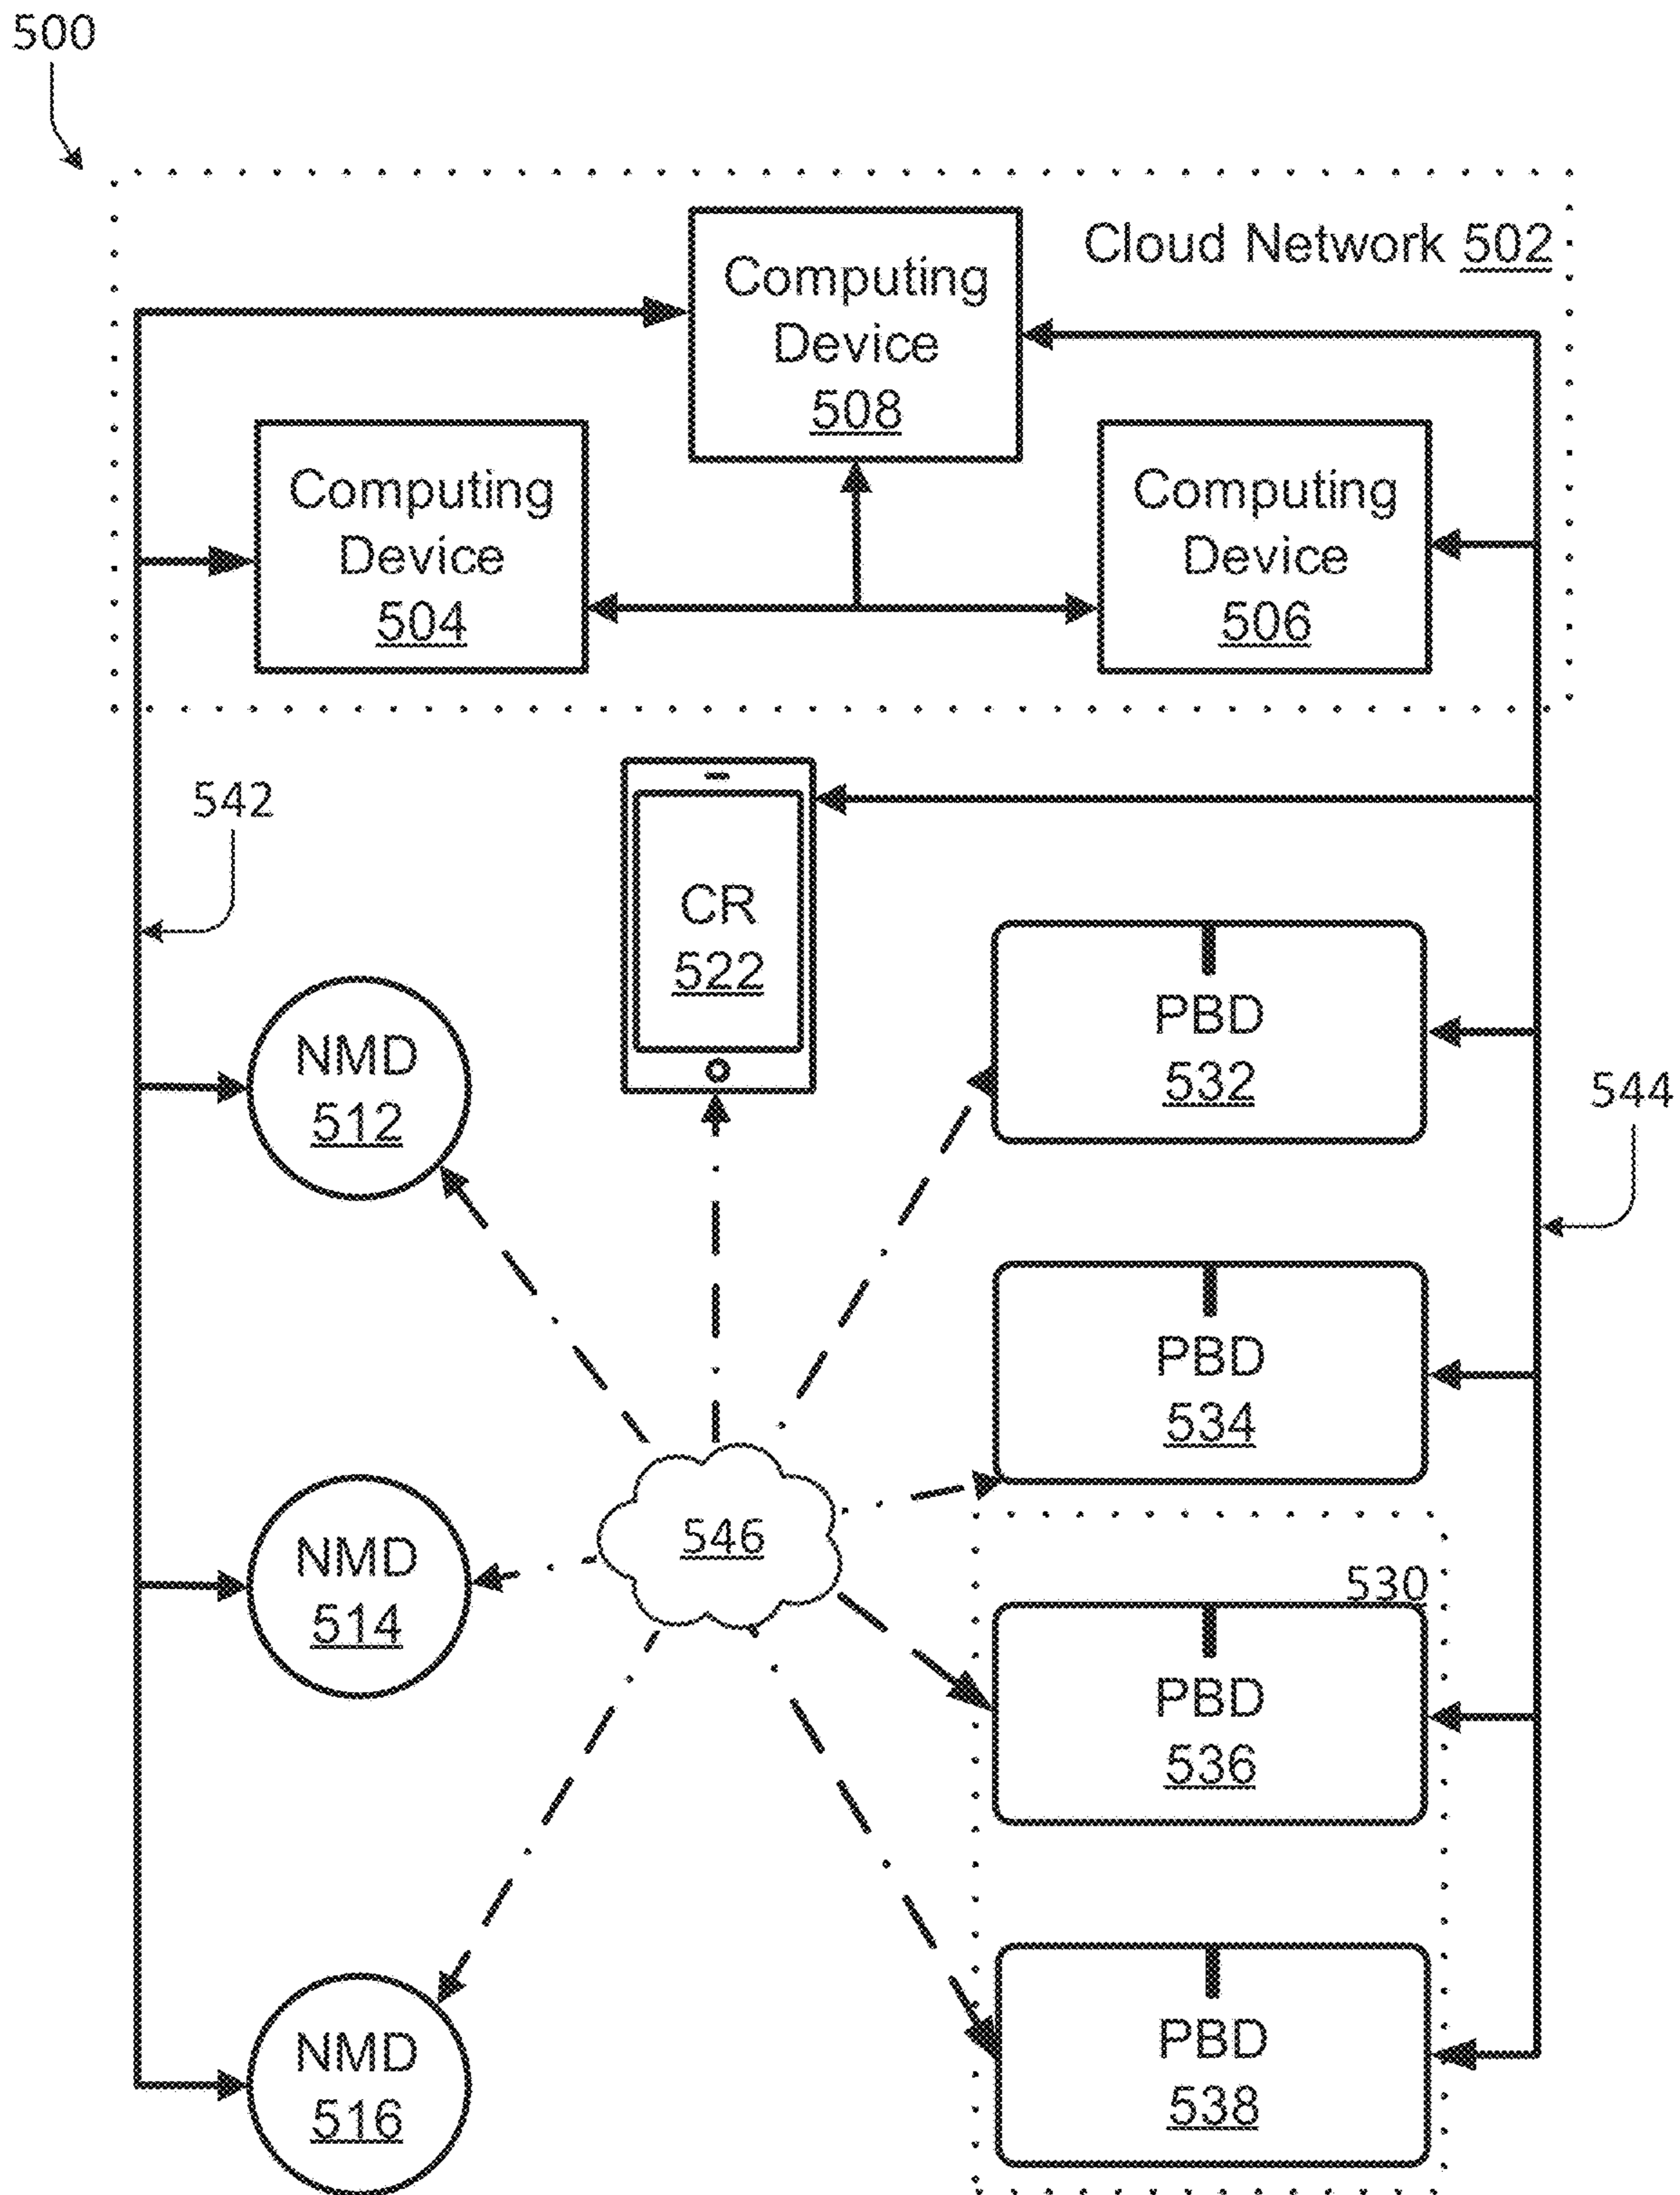 500
Cloud Network 502
Computing
Device
508
Computing
Device
504
Computing
Device
506
542
CR
522
NMD
512
PBD
532
544
PBD
534
NMD
514
546
530
PBD
536
NMD
516
PBD
538